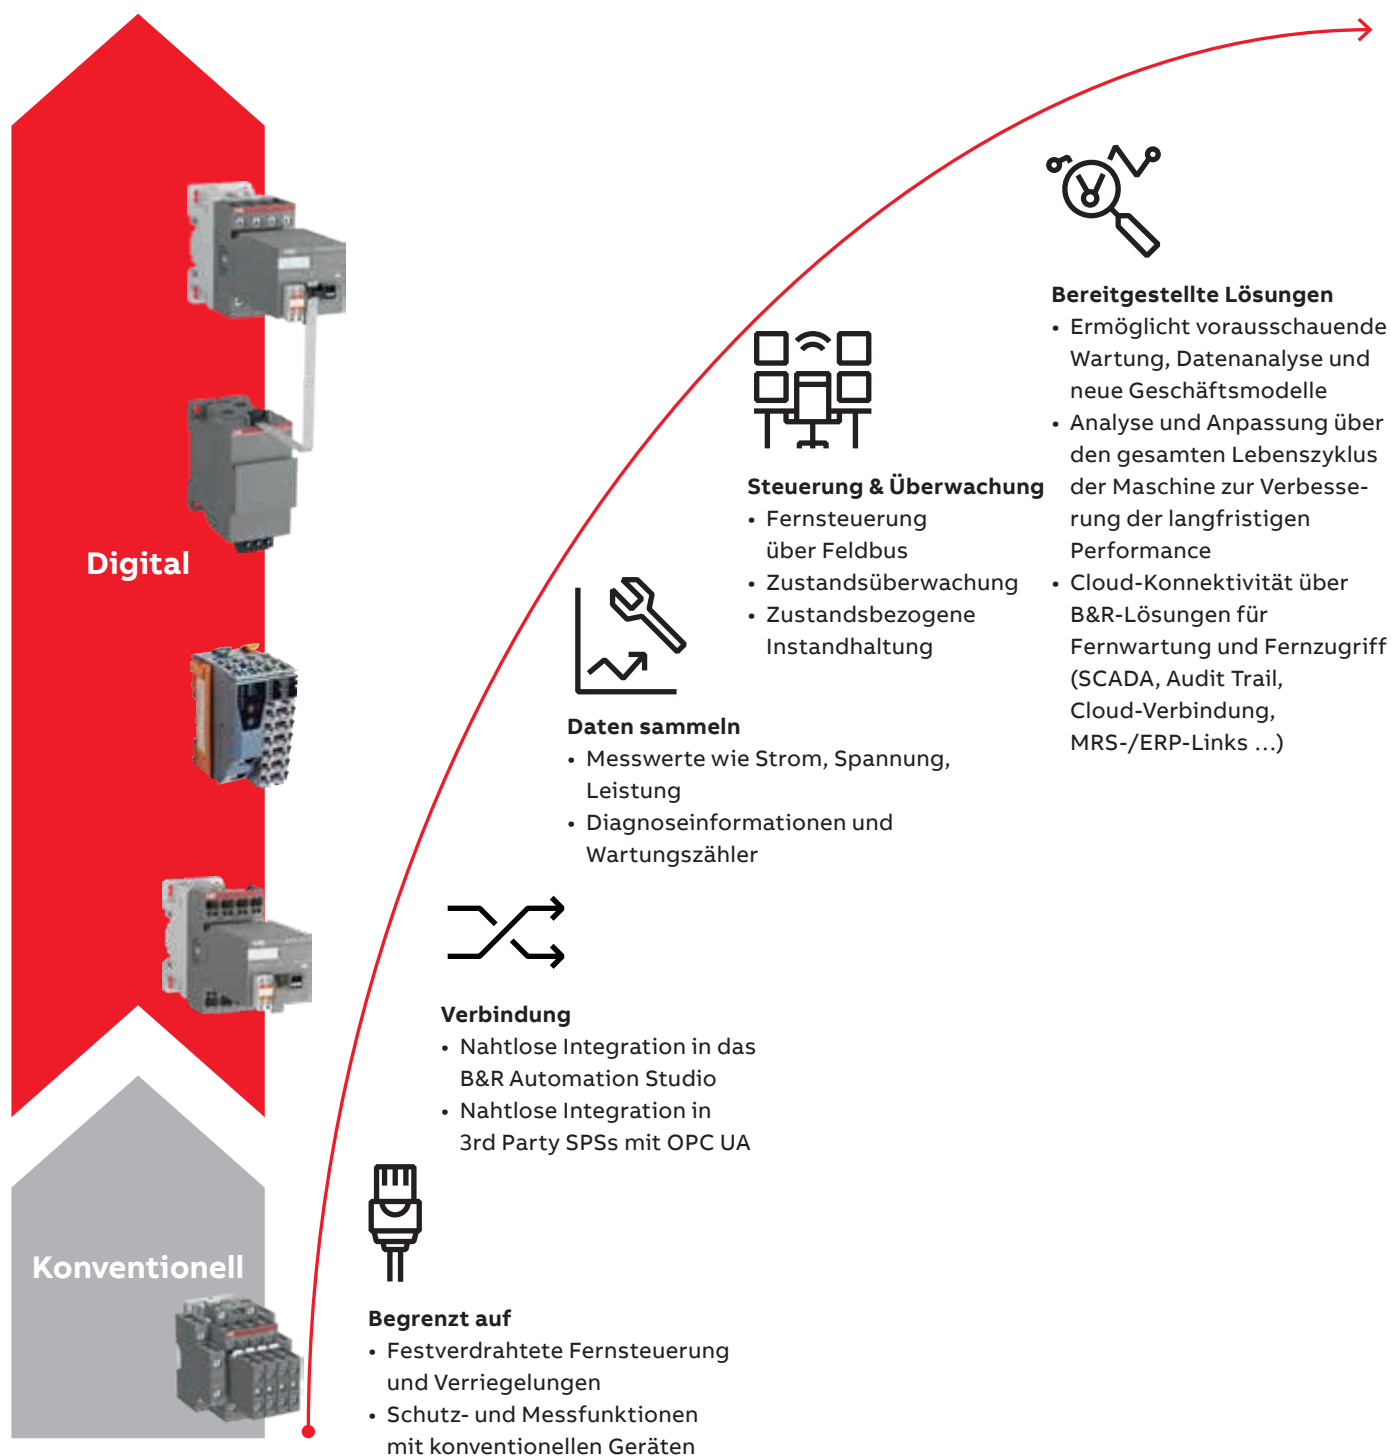 Bereitgestellte Lösungen
• Ermöglicht vorausschauende
Wartung, Datenanalyse und
neue Geschäftsmodelle
• Analyse und Anpassung über
den gesamten Lebenszyklus
der Maschine zur Verbesse-
rung der langfristigen
Performance
• Cloud-Konnektivität über
B&R-Lösungen für
Fernwartung und Fernzugriff
(SCADA, Audit Trail,
Cloud-Verbindung,
MRS-/ERP-Links ...)
Steuerung & Überwachung
• Fernsteuerung
über Feldbus
• Zustandsüberwachung
• Zustandsbezogene
Instandhaltung
Digital
Daten sammeln
• Messwerte wie Strom, Spannung,
Leistung
• Diagnoseinformationen und
Wartungszähler
Verbindung
• Nahtlose Integration in das
B&R Automation Studio
• Nahtlose Integration in
3rd Party SPSs mit OPC UA
Konventionell
Begrenzt auf
• Festverdrahtete Fernsteuerung
und Verriegelungen
• Schutz- und Messfunktionen
mit konventionellen Geräten